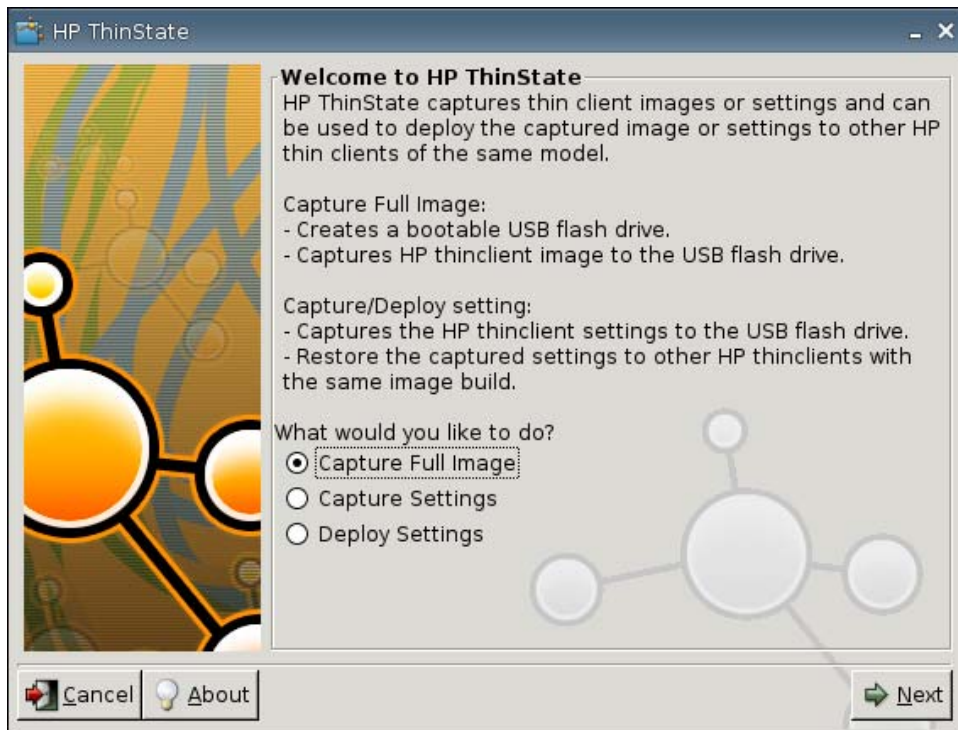 HP ThinState
Welcome to HP ThinState
HP ThinState captures thin client images or settings and can
be used to deploy the captured image or settings to other HP
thin clients of the same model.
Capture Full Image:
- Creates a bootable USB flash drive.
- Captures HP thinclient image to the USB flash drive.
Capture/Deploy setting:
- Captures the HP thinclient settings to the USB flash drive.
- Restore the captured settings to other HP thinclients with
the same image build.
What would you like to do?
Capture Full Image
Capture Settings
Deploy Settings
Cancel
About
Next